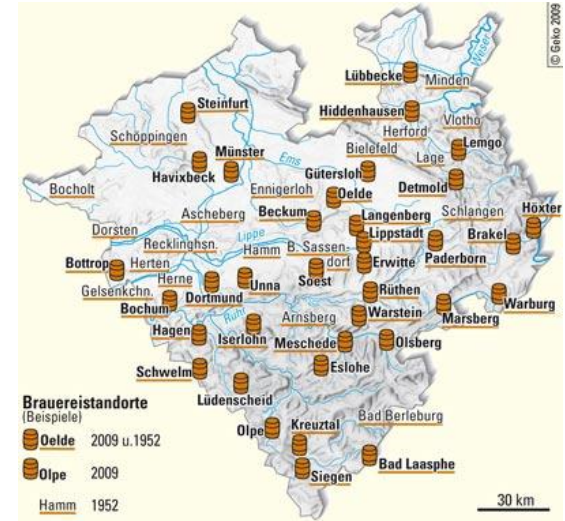 © Geko 2009
Weser
Lübbecke
Minden
Steinfurt
Hiddenhausen
Vlotho
Herford
Schöppingen
Lemgo
Münster
Bielefeld
Lage
Ems
Gütersloh
Havixbeck
Detmold
Bocholt
Ennigerloh
Oelde
Schlangen
Höxter
Ascheberg
Beckum
Langenberg
Dorsten
Lippe
Lippstadt
Brakel
Recklinghsn.
Hamm
B. Sassen-
dorf
Paderborn
Bottrop
Herten
Erwitte
Gelsenkchn.
Herne
Unna
Soest
Dortmund
Rüthen
Warburg
Bochum
Ruhr
Arnsberg
Warstein
Marsberg
Hagen
Iserlohn
Meschede
Olsberg
Schwelm
Eslohe
Lüdenscheid
Bad Berleburg
Kreuztal
Olpe
Bad Laasphe
Siegen
Brauereistandorte
(Beispiele)
Oelde 2009 u.1952
Olpe 2009
Hamm 1952
30 km